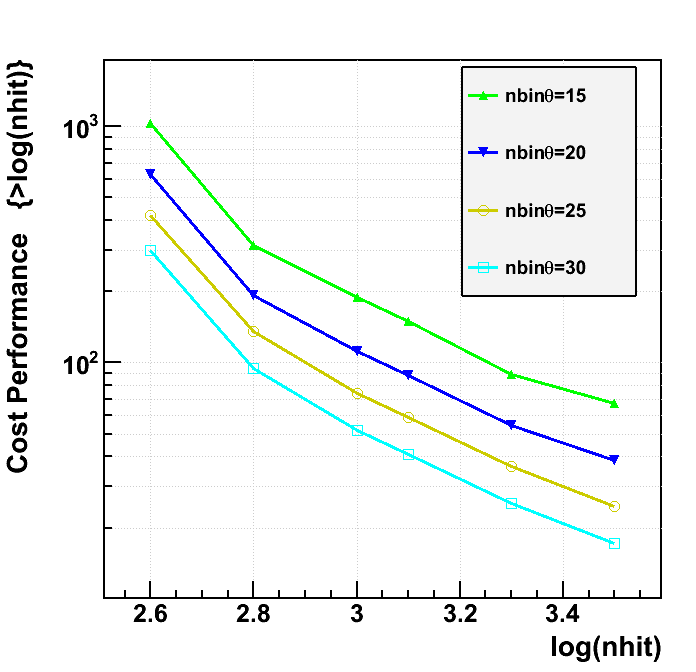 Cost Performance {>log(nhit)}
10³
10²
nbinθ=15
nbinθ=20
nbinθ=25
nbinθ=30
2.6 2.8 3 3.2 3.4
log(nhit)